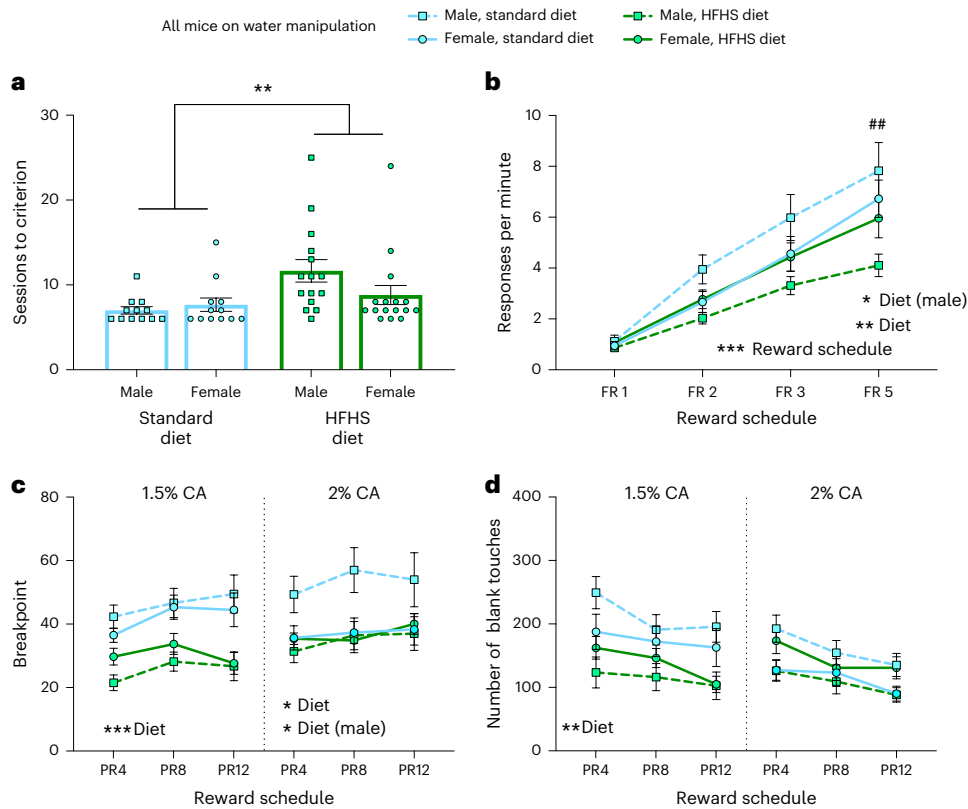 All mice on water manipulation
Male, standard diet
Male, HFHS diet
Female, standard diet
Female, HFHS diet
a
**
30
20
10
0
Sessions to criterion
Male
Female
Male
Female
Standard
diet
HFHS
diet
b
10
8
6
4
2
0
Responses per minute
##
* Diet (male)
** Diet
*** Reward schedule
FR 1
FR 2
FR 3
FR 5
Reward schedule
c
1.5% CA
2% CA
80
60
40
20
0
Breakpoint
***Diet
* Diet
* Diet (male)
PR4
PR8
PR12
PR4
PR8
PR12
Reward schedule
d
1.5% CA
2% CA
400
300
200
100
0
Number of blank touches
**Diet
PR4
PR8
PR12
PR4
PR8
PR12
Reward schedule